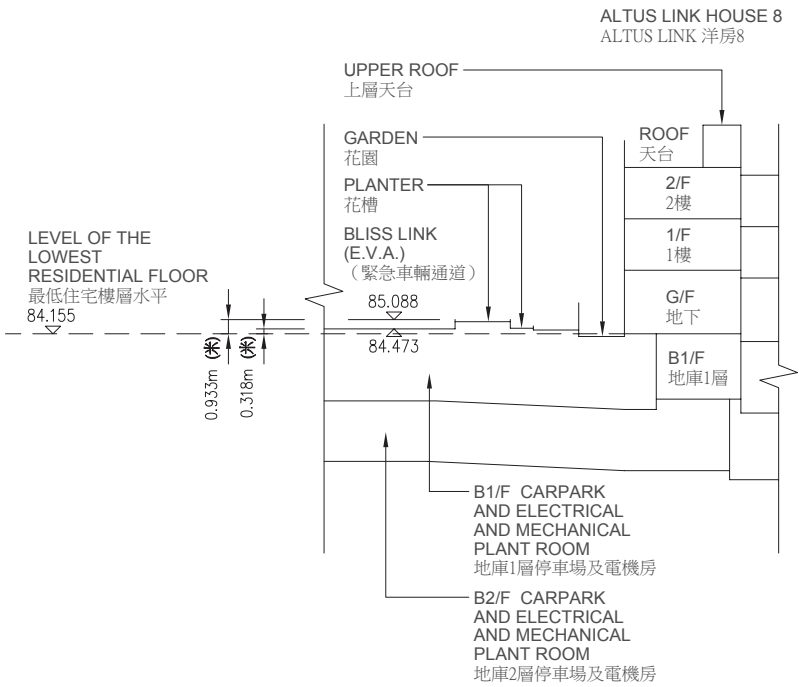 ALTUS LINK HOUSE 8
ALTUS LINK 洋房8
UPPER ROOF
上層天台
GARDEN
花園
PLANTER
花槽
BLISS LINK
(E.V.A.)
（緊急車輛通道）
ROOF
天台
2/F
2樓
1/F
1樓
G/F
地下
B1/F
地庫1層
LEVEL OF THE
LOWEST
RESIDENTIAL FLOOR
最低住宅樓層水平
84.155
85.088
84.473
0.933m (米)
0.318m (米)
B1/F CARPARK
AND ELECTRICAL
AND MECHANICAL
PLANT ROOM
地庫1層停車場及電機房
B2/F CARPARK
AND ELECTRICAL
AND MECHANICAL
PLANT ROOM
地庫2層停車場及電機房